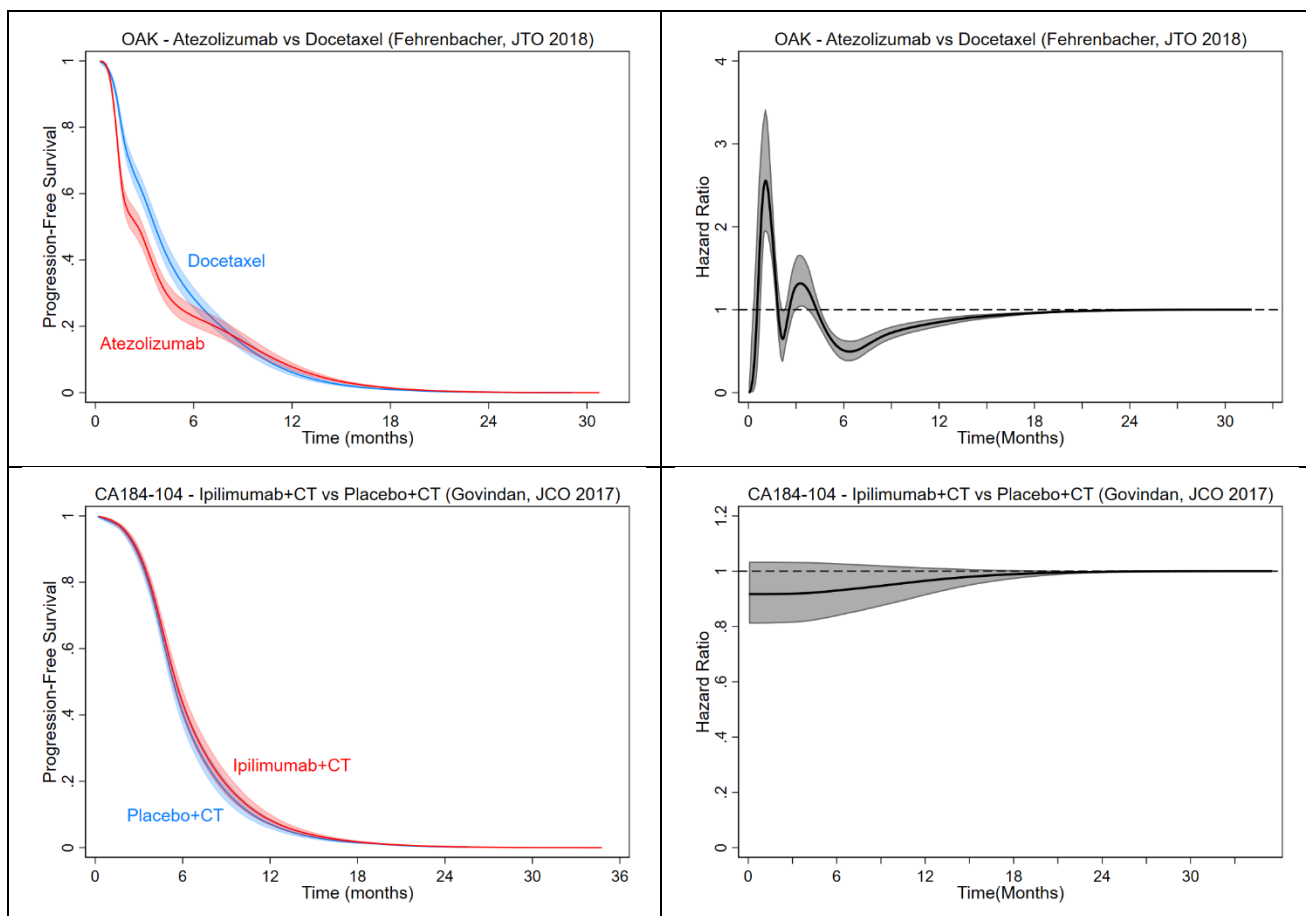 OAK - Atezolizumab vs Docetaxel (Fehrenbacher, JTO 2018)
Progression-Free Survival
1
.8
.6
.4
.2
0
Docetaxel
Atezolizumab
0 6 12 18 24 30
Time (months)
OAK - Atezolizumab vs Docetaxel (Fehrenbacher, JTO 2018)
Hazard Ratio
4
3
2
1
0
0 6 12 18 24 30
Time(Months)
CA184-104 - Ipilimumab+CT vs Placebo+CT (Govindan, JCO 2017)
Progression-Free Survival
1
.8
.6
.4
.2
0
Ipilimumab+CT
Placebo+CT
0 6 12 18 24 30 36
Time (months)
CA184-104 - Ipilimumab+CT vs Placebo+CT (Govindan, JCO 2017)
Hazard Ratio
1.2
1
.8
.6
.4
.2
0
0 6 12 18 24 30
Time(Months)